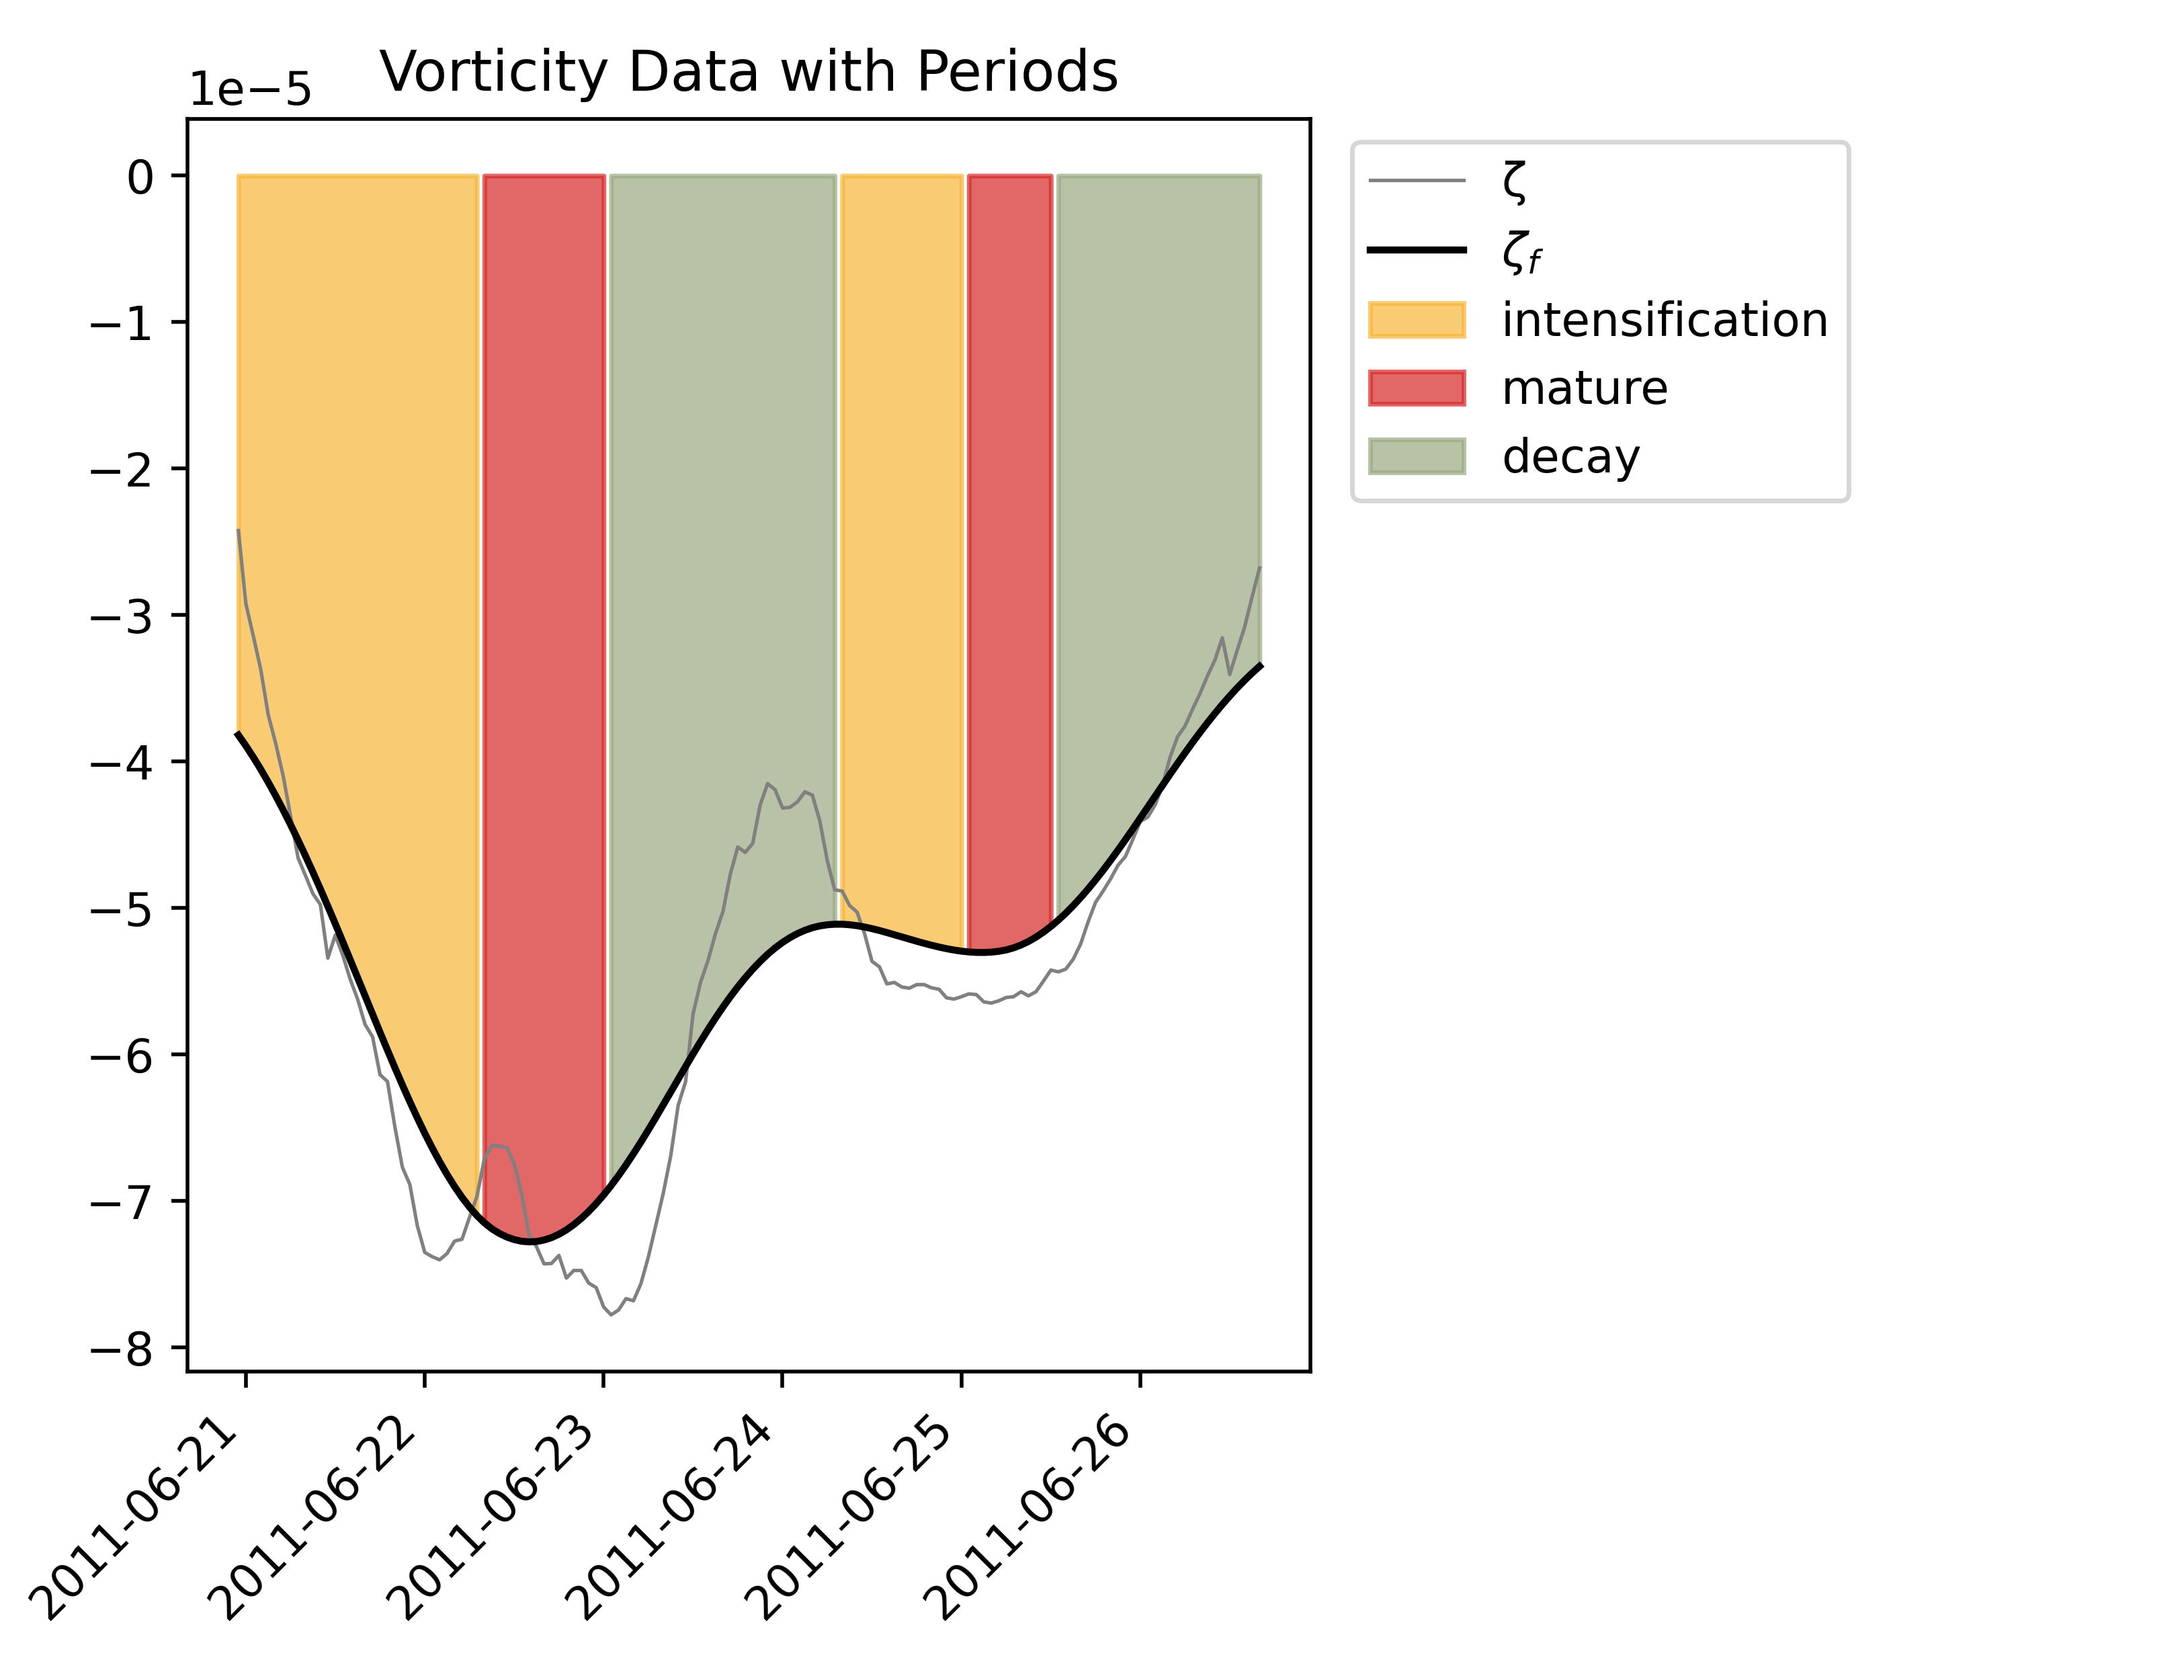 Vorticity Data with Periods
1e−5
0
−1
−2
−3
−4
−5
−6
−7
−8
2011-06-21
2011-06-22
2011-06-23
2011-06-24
2011-06-25
2011-06-26
ζ
ζf
intensification
mature
decay